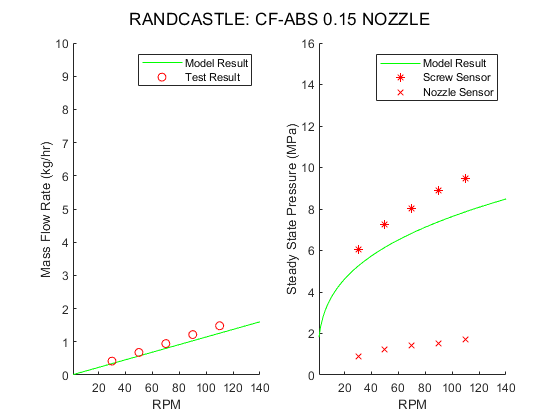 RANDCASTLE: CF-ABS 0.15 NOZZLE
Mass Flow Rate (kg/hr)
10
9
8
7
6
5
4
3
2
1
0
20 40 60 80 100 120 140
RPM
Model Result
Test Result
Steady State Pressure (MPa)
16
14
12
10
8
6
4
2
0
20 40 60 80 100 120 140
RPM
Model Result
Screw Sensor
Nozzle Sensor